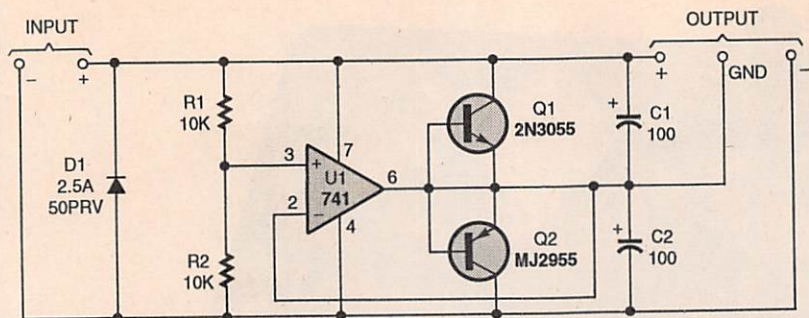 INPUT
OUTPUT
-
+
+
GND
-
R1
10K
Q1
2N3055
+
C1
100
D1
2.5A
50PRV
3
+
7
U1
741
6
2
-
4
R2
10K
Q2
MJ2955
+
C2
100